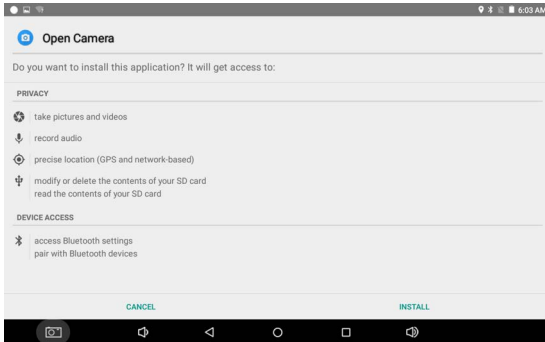 6:03 AM
Open Camera
Do you want to install this application? It will get access to:
PRIVACY
take pictures and videos
record audio
precise location (GPS and network-based)
modify or delete the contents of your SD card
read the contents of your SD card
DEVICE ACCESS
access Bluetooth settings
pair with Bluetooth devices
CANCEL
INSTALL